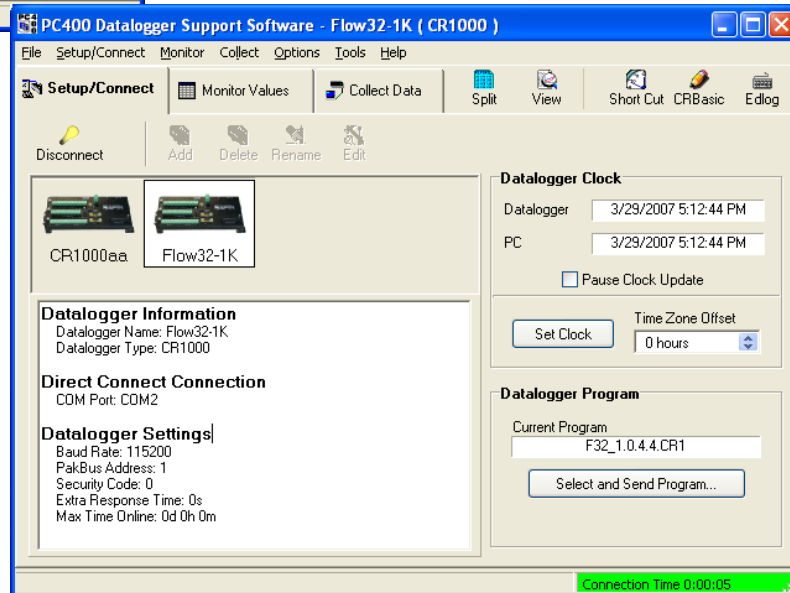 PC400 Datalogger Support Software - Flow32-1K ( CR1000 )
File Setup/Connect Monitor Collect Options Tools Help
Setup/Connect Monitor Values Collect Data Split View Short Cut CRBasic Edlog
Disconnect Add Delete Rename Edit
CR1000aa Flow32-1K
Datalogger Information
Datalogger Name: Flow32-1K
Datalogger Type: CR1000
Direct Connect Connection
COM Port: COM2
Datalogger Settings
Baud Rate: 115200
PakBus Address: 1
Security Code: 0
Extra Response Time: 0s
Max Time Online: 0d 0h 0m
Datalogger Clock
Datalogger 3/29/2007 5:12:44 PM
PC 3/29/2007 5:12:44 PM
Pause Clock Update
Time Zone Offset
Set Clock 0 hours
Datalogger Program
Current Program
F32_1.0.4.4.CR1
Select and Send Program...
Connection Time 0:00:05